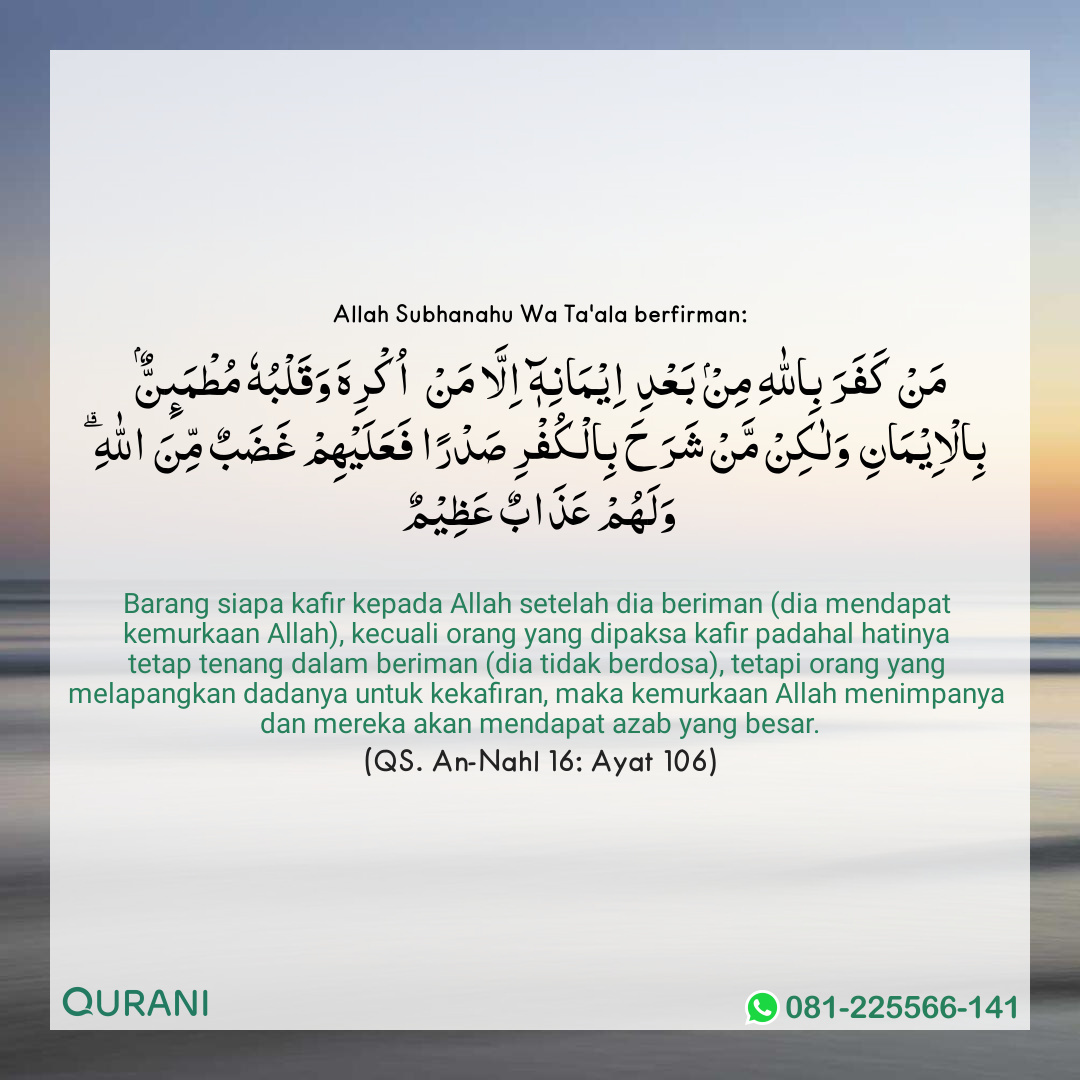 Allah Subhanahu Wa Ta'ala berfirman:
مَنْ كَفَرَ بِاللّٰهِ مِنْۢ بَعْدِ اِيْمَانِهٖٓ اِلَّا مَنْ اُكْرِهَ وَقَلْبُهٗ مُطْمَىِٕنٌّۢ
بِالْاِيْمَانِ وَلٰكِنْ مَّنْ شَرَحَ بِالْكُفْرِ صَدْرًا فَعَلَيْهِمْ غَضَبٌ مِّنَ اللّٰهِ ۗ
وَلَهُمْ عَذَابٌ عَظِيْمٌ
Barang siapa kafir kepada Allah setelah dia beriman (dia mendapat
kemurkaan Allah), kecuali orang yang dipaksa kafir padahal hatinya
tetap tenang dalam beriman (dia tidak berdosa), tetapi orang yang
melapangkan dadanya untuk kekafiran, maka kemurkaan Allah menimpanya
dan mereka akan mendapat azab yang besar.
(QS. An-Nahl 16: Ayat 106)
QURANI
081-225566-141